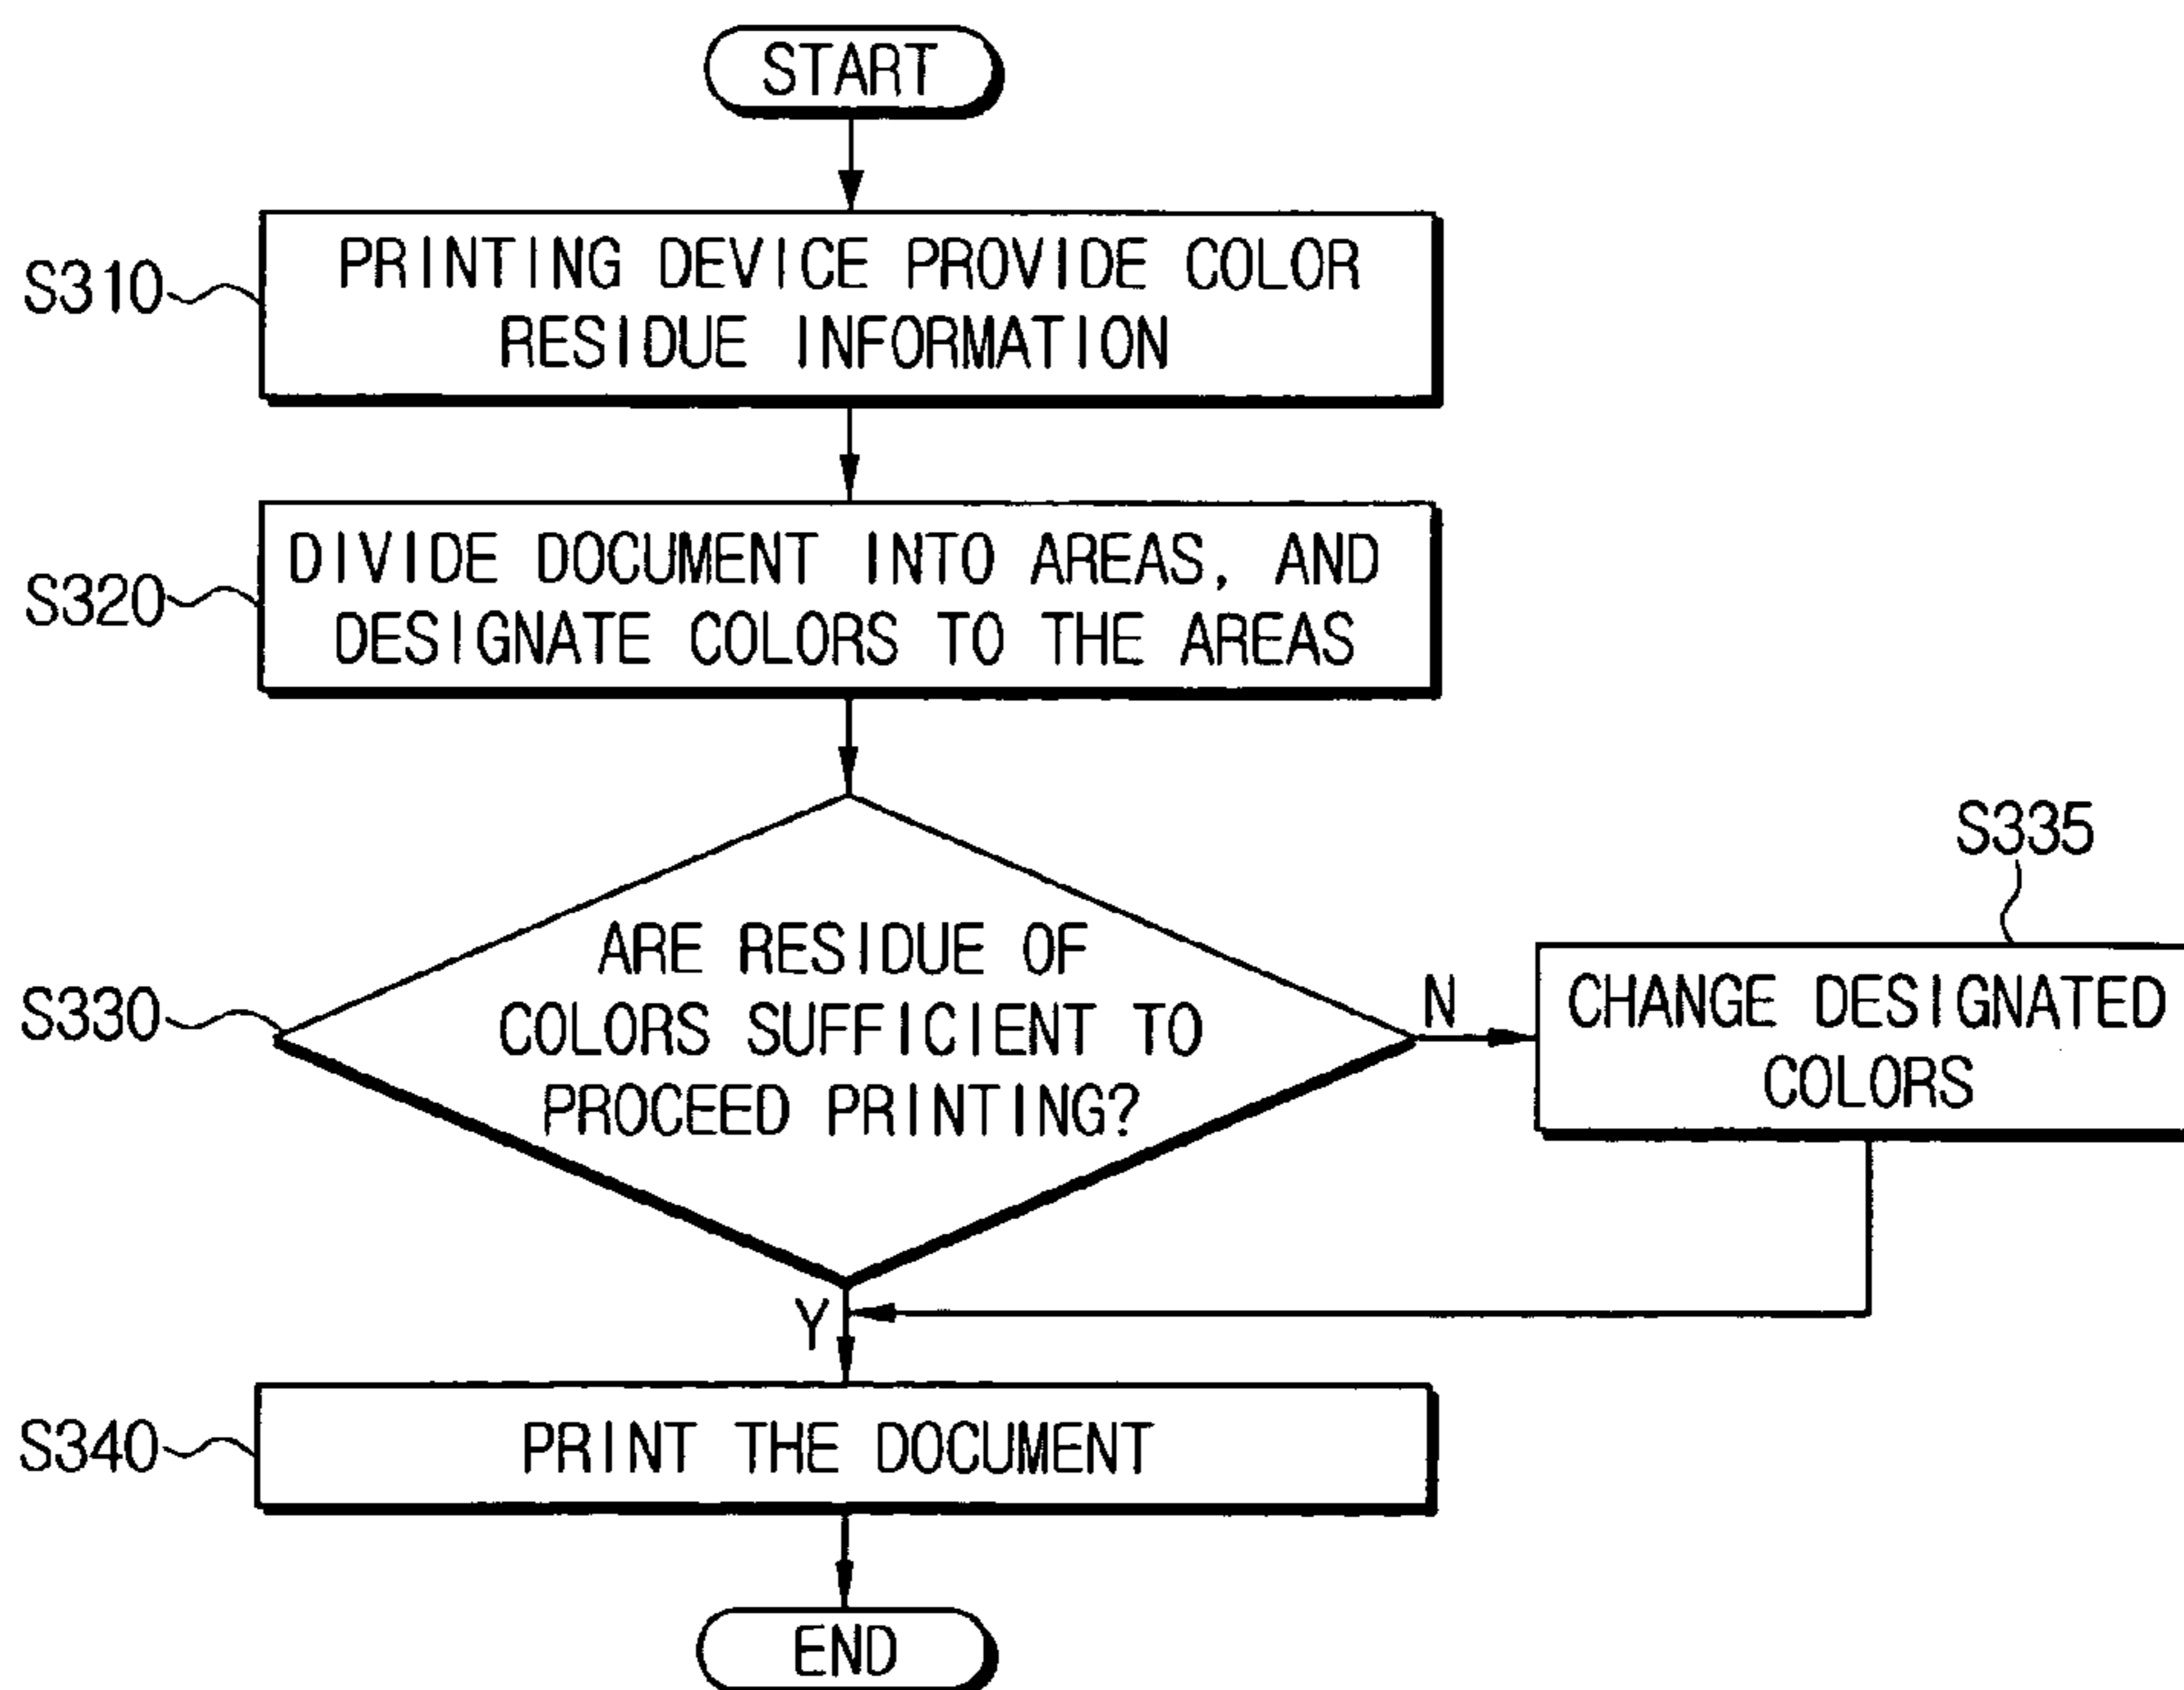 START
S310
PRINTING DEVICE PROVIDE COLOR
RESIDUE INFORMATION
S320
DIVIDE DOCUMENT INTO AREAS, AND
DESIGNATE COLORS TO THE AREAS
S330
ARE RESIDUE OF
COLORS SUFFICIENT TO
PROCEED PRINTING?
N
S335
CHANGE DESIGNATED
COLORS
Y
S340
PRINT THE DOCUMENT
END